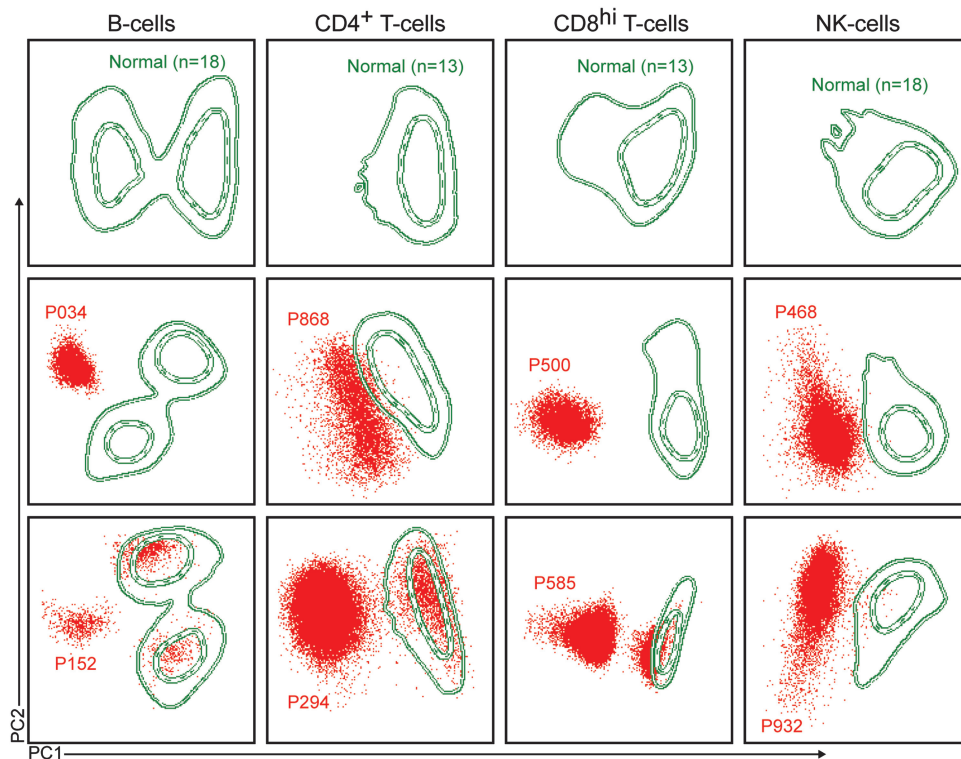 B-cells
CD4+ T-cells
CD8hi T-cells
NK-cells
Normal (n=18)
Normal (n=13)
Normal (n=13)
Normal (n=18)
P034
P868
P500
P468
P152
P294
P585
P932
PC2
PC1